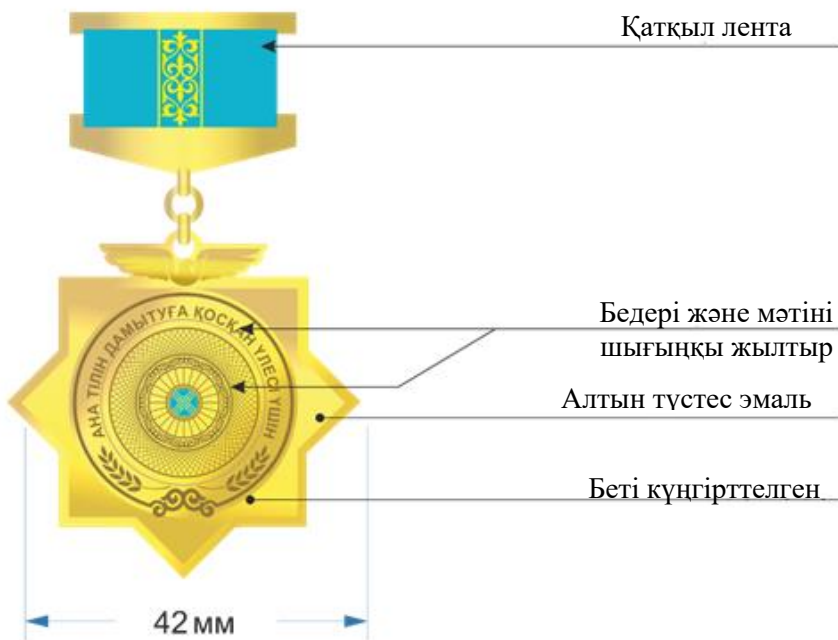 Қатқыл лента
АНА ТІЛІН ДАМЫТУҒА ҚОСҚАН ҮЛЕСІ ҮШІН
Бедері және мәтіні
шығыңқы жылтыр
Алтын түстес эмаль
Беті күңгірттелген
42 мм